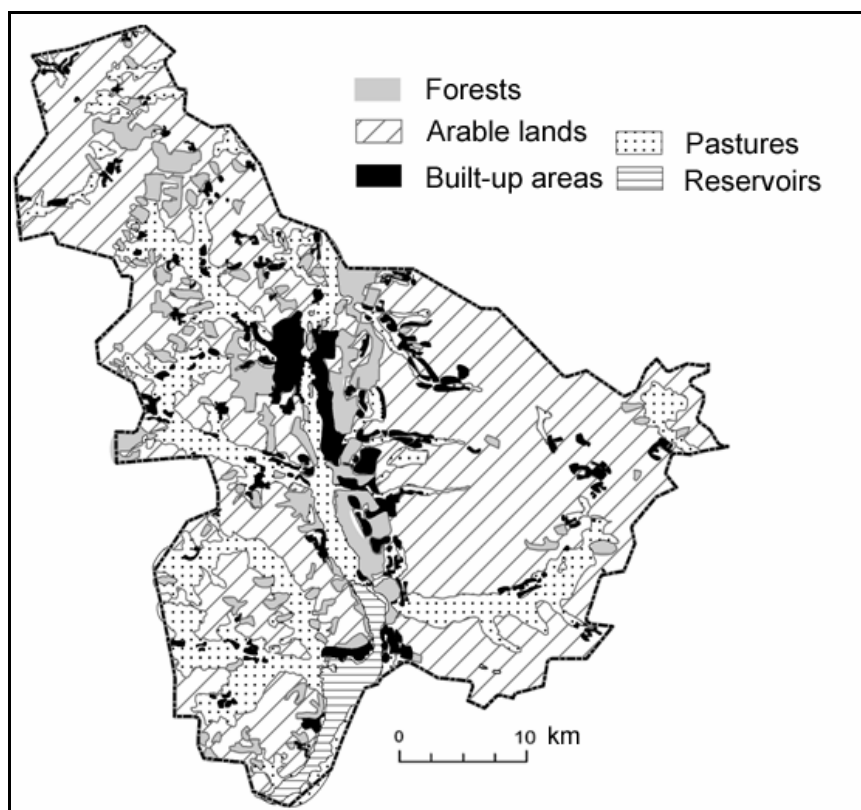 Forests
Arable lands
Built-up areas
Pastures
Reservoirs
0 10 km